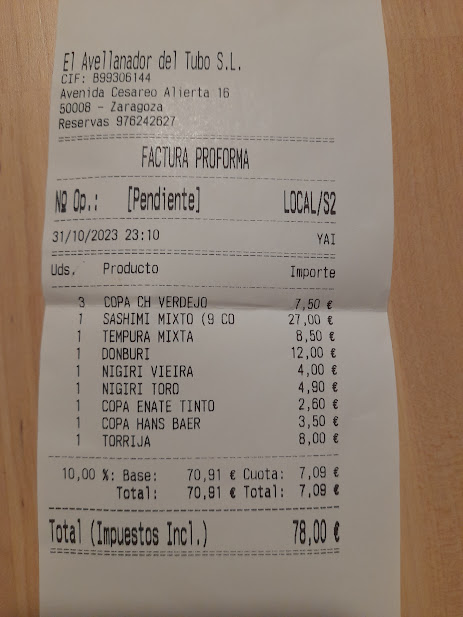 El Avellanador del Tubo S.L.
CIF: B99306144
Avenida Cesareo Alierta 16
50008 - Zaragoza
Reservas 976242627
FACTURA PROFORMA
Nº Op.: [Pendiente] LOCAL/S2
31/10/2023 23:10 YAI
Uds. Producto Importe
3 COPA CH VERDEJO 7,50 €
1 SASHIMI MIXTO (9 CO 27,00 €
1 TEMPURA MIXTA 8,50 €
1 DONBURI 12,00 €
1 NIGIRI VIEIRA 4,00 €
1 NIGIRI TORO 4,90 €
1 COPA ENATE TINTO 2,60 €
1 COPA HANS BAER 3,50 €
1 TORRIJA 8,00 €
10,00 %: Base: 70,91 € Cuota: 7,09 €
Total: 70,91 € Total: 7,09 €
Total (Impuestos Incl.) 78,00 €